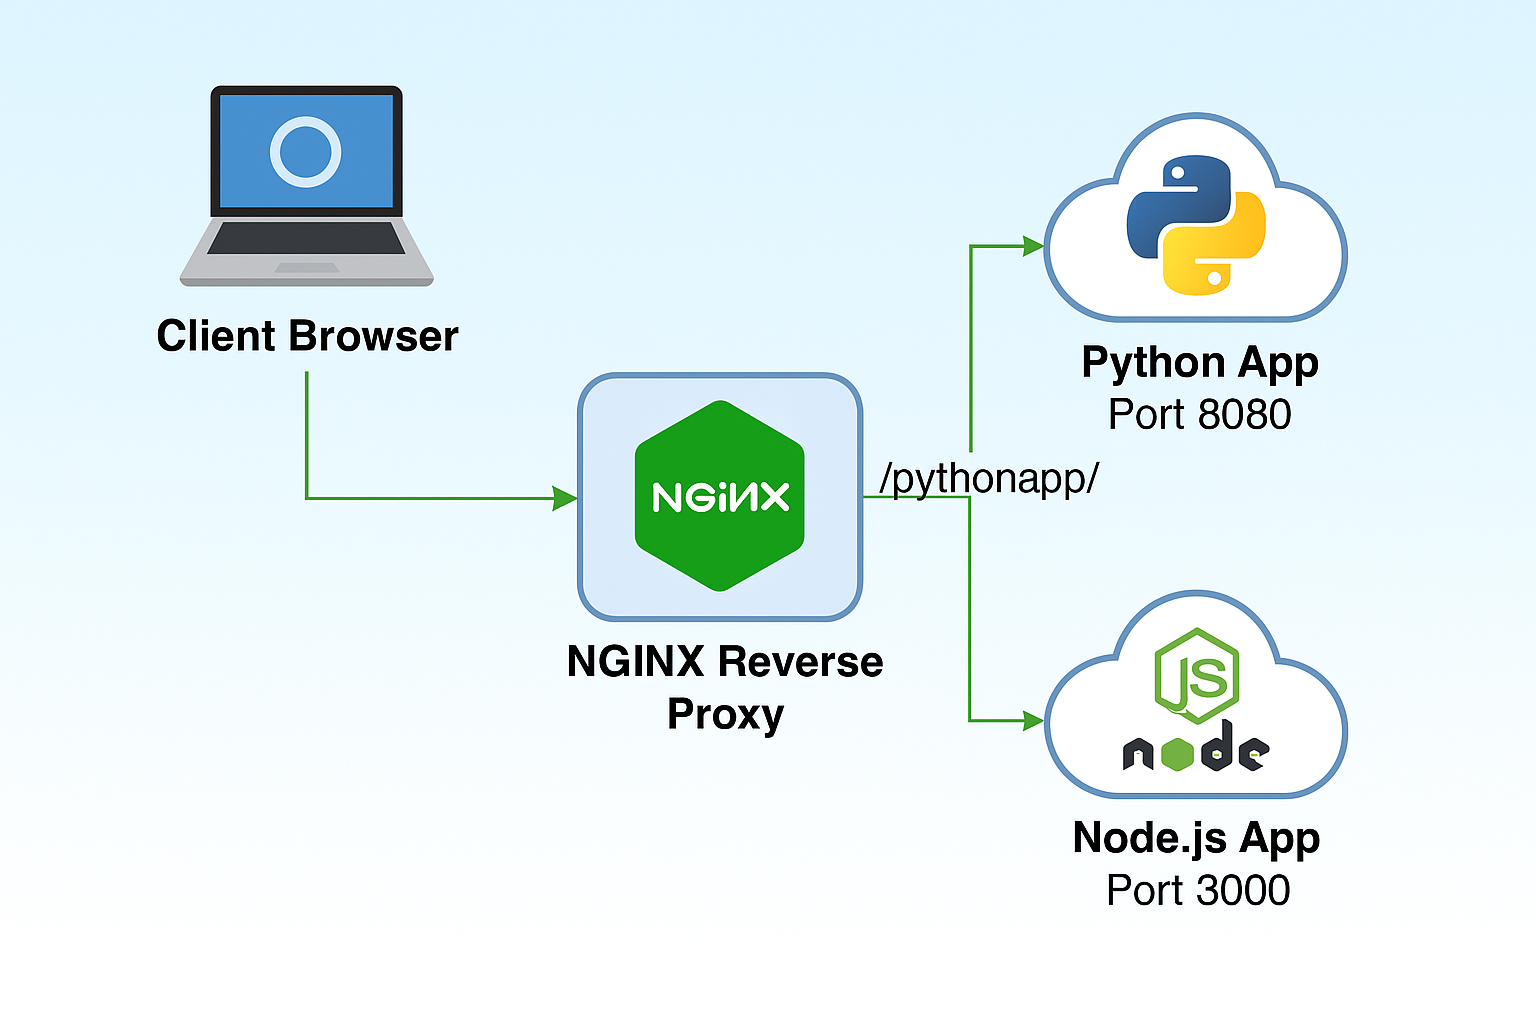 Client Browser
NGiNX
NGINX Reverse
Proxy
/pythonapp/
Python App
Port 8080
JS
node
Node.js App
Port 3000